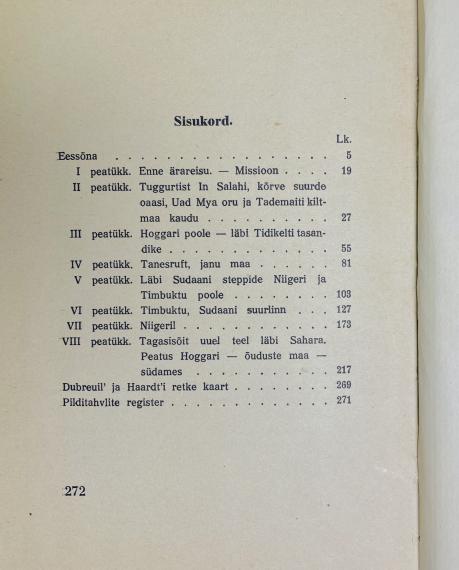 Sisukord.
Lk.
Eessõna . . . . . . . . . . . . . . . . . 5
I peatükk. Enne ärareisu. — Missioon . . . . 19
II peatükk. Tuggurtist In Salahi, kõrve suurde
oaasi, Uad Mya oru ja Tademaiti kilt-
maa kaudu . . . . . . . . . . 27
III peatükk. Hoggari poole — läbi Tidikelti tasan-
dike . . . . . . . . . . . . . 55
IV peatükk. Tanesruft, janu maa . . . . . . 81
V peatükk. Läbi Sudaani steppide Niigeri ja
Timbuktu poole . . . . . . . . 103
VI peatükk. Timbuktu, Sudaani suurlinn . . . 127
VII peatükk. Niigeril . . . . . . . . . . . . 173
VIII peatükk. Tagasisõit uuel teel läbi Sahara.
Peatus Hoggari — õuduste maa —
südames . . . . . . . . . . . 217
Dubreuil' ja Haardt'i retke kaart . . . . . . . . 269
Pilditahvlite register . . . . . . . . . . . . . 271
272